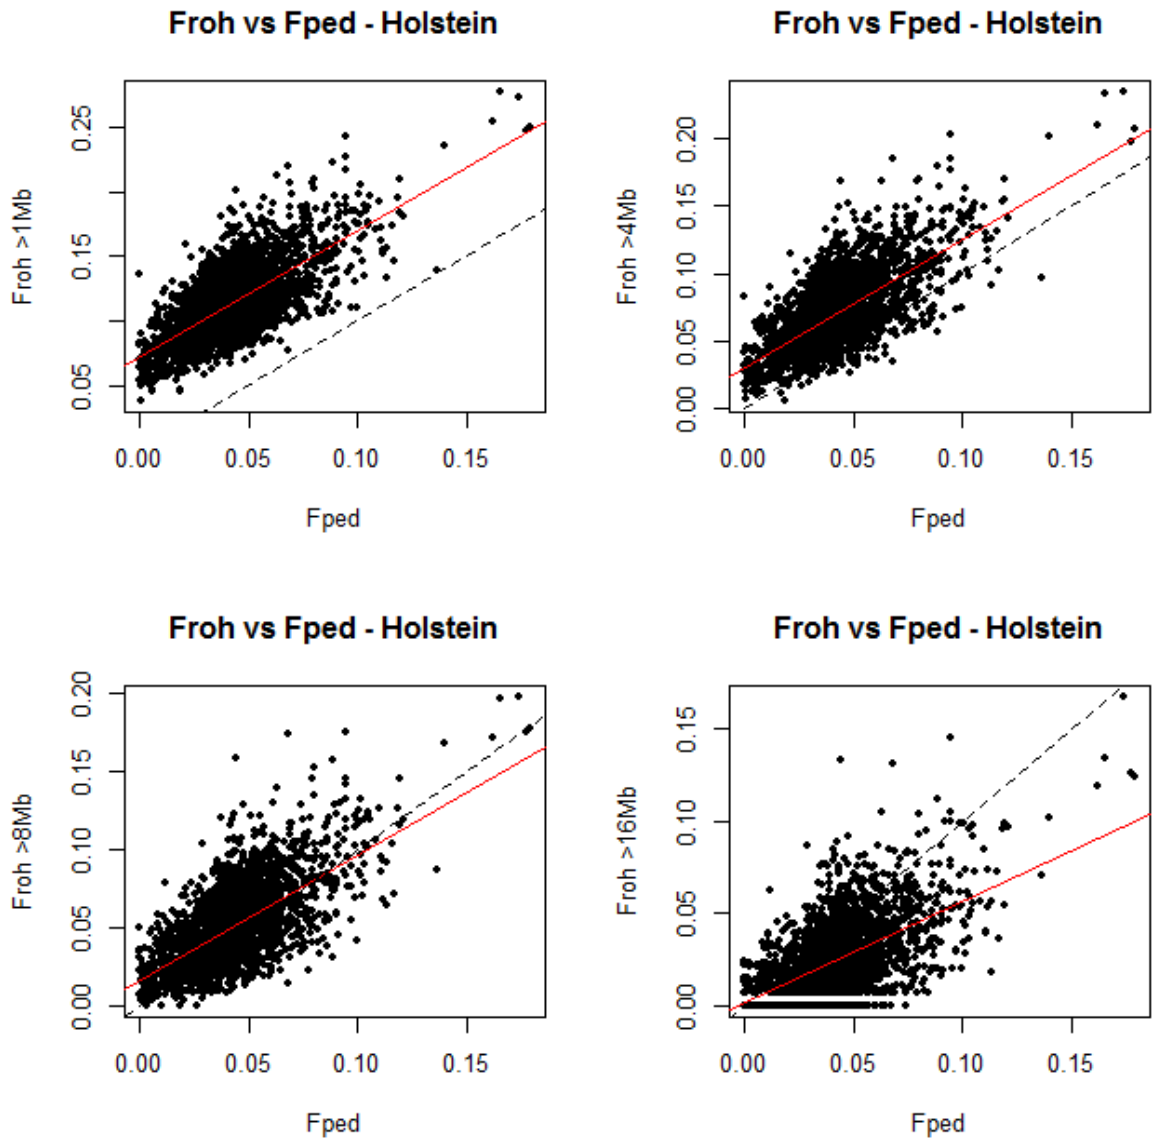 Froh vs Fped - Holstein
Froh >1Mb
0.05 0.15 0.25
0.00 0.05 0.10 0.15
Fped
Froh vs Fped - Holstein
Froh >4Mb
0.00 0.05 0.10 0.15 0.20
0.00 0.05 0.10 0.15
Fped
Froh vs Fped - Holstein
Froh >8Mb
0.00 0.05 0.10 0.15 0.20
0.00 0.05 0.10 0.15
Fped
Froh vs Fped - Holstein
Froh >16Mb
0.00 0.05 0.10 0.15
0.00 0.05 0.10 0.15
Fped